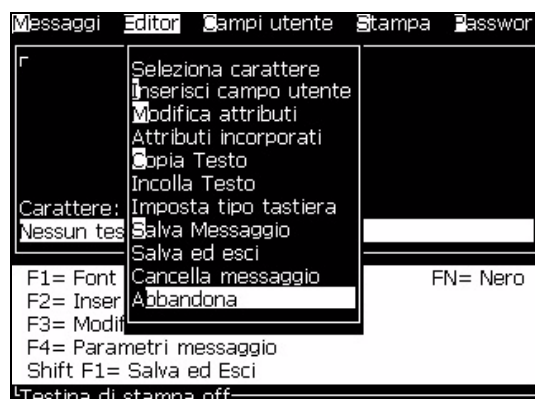 Messaggi Editor Campi utente Stampa Passwor
Seleziona carattere
Inserisci campo utente
Modifica attributi
Attributi incorporati
Copia Testo
Incolla Testo
Carattere: Imposta tipo tastiera
Nessun tes Salva Messaggio
Salva ed esci
F1= Font Cancella messaggio FN= Nero
F2= Inser Abbandona
F3= Modif
F4= Parametri messaggio
Shift F1= Salva ed Esci
Testina di stampa off